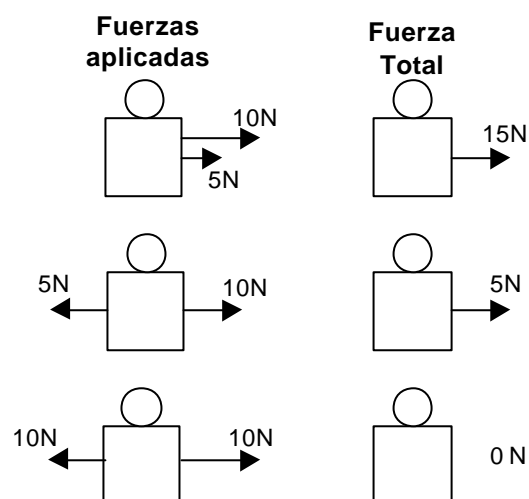 Fuerzas
aplicadas
Fuerza
Total
10N
5N
15N
5N
10N
5N
10N
10N
0 N